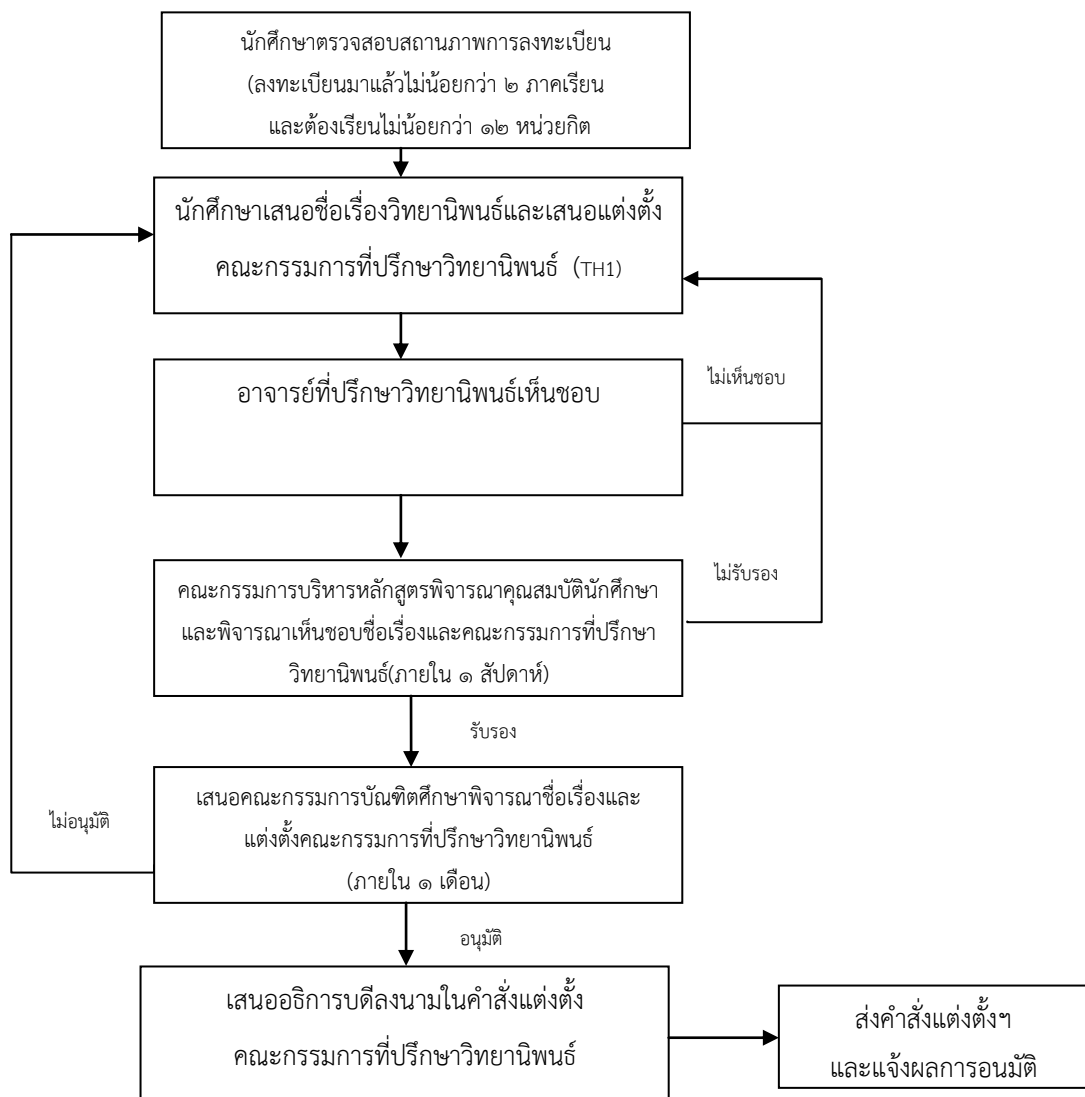 นักศึกษาตรวจสอบสถานภาพการลงทะเบียน
(ลงทะเบียนมาแล้วไม่น้อยกว่า ๒ ภาคเรียน
และต้องเรียนไม่น้อยกว่า ๑๒ หน่วยกิต
นักศึกษาเสนอชื่อเรื่องวิทยานิพนธ์และเสนอแต่งตั้ง
คณะกรรมการที่ปรึกษาวิทยานิพนธ์ (TH1)
อาจารย์ที่ปรึกษาวิทยานิพนธ์เห็นชอบ
ไม่เห็นชอบ
คณะกรรมการบริหารหลักสูตรพิจารณาคุณสมบัตินักศึกษา
และพิจารณาเห็นชอบชื่อเรื่องและคณะกรรมการที่ปรึกษา
วิทยานิพนธ์(ภายใน ๑ สัปดาห์)
ไม่รับรอง
รับรอง
เสนอคณะกรรมการบัณฑิตศึกษาพิจารณาชื่อเรื่องและ
แต่งตั้งคณะกรรมการที่ปรึกษาวิทยานิพนธ์
(ภายใน ๑ เดือน)
ไม่อนุมัติ
อนุมัติ
เสนออธิการบดีลงนามในคำสั่งแต่งตั้ง
คณะกรรมการที่ปรึกษาวิทยานิพนธ์
ส่งคำสั่งแต่งตั้งฯ
และแจ้งผลการอนมัติ